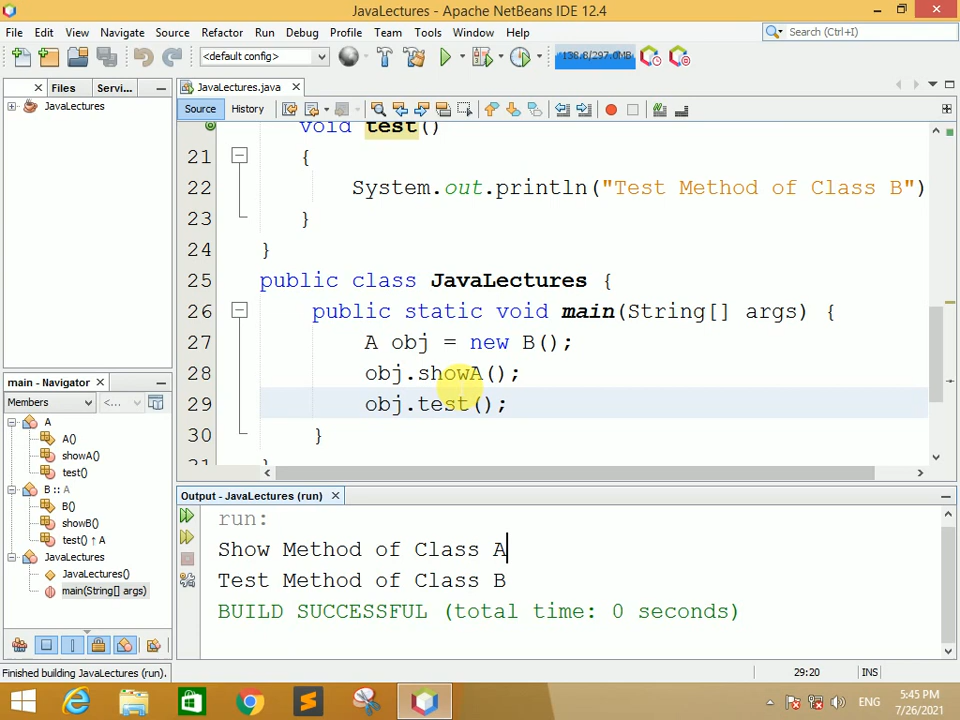 JavaLectures - Apache NetBeans IDE 12.4
File Edit View Navigate Source Refactor Run Debug Profile Team Tools Window Help
Search (Ctrl+I)
<default config>
138.8/297.0MB
Files Servi...
JavaLectures.java
JavaLectures
Source History
void test()
21 {
22 System.out.println("Test Method of Class B")
23 }
24 }
25 public class JavaLectures {
26 public static void main(String[] args) {
27 A obj = new B();
28 obj.showA();
29 obj.test();
30 }
31 }
main - Navigator
Members <...>
A
A()
showA()
test()
B :: A
B()
showB()
test() ↑ A
JavaLectures
JavaLectures()
main(String[] args)
Output - JavaLectures (run)
run:
Show Method of Class A
Test Method of Class B
BUILD SUCCESSFUL (total time: 0 seconds)
Finished building JavaLectures (run).
29:20 INS
ENG
5:45 PM
7/26/2021